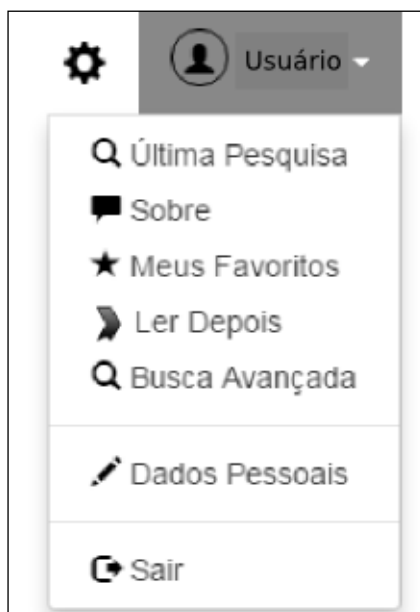 Usuário
Última Pesquisa
Sobre
Meus Favoritos
Ler Depois
Busca Avançada
Dados Pessoais
Sair